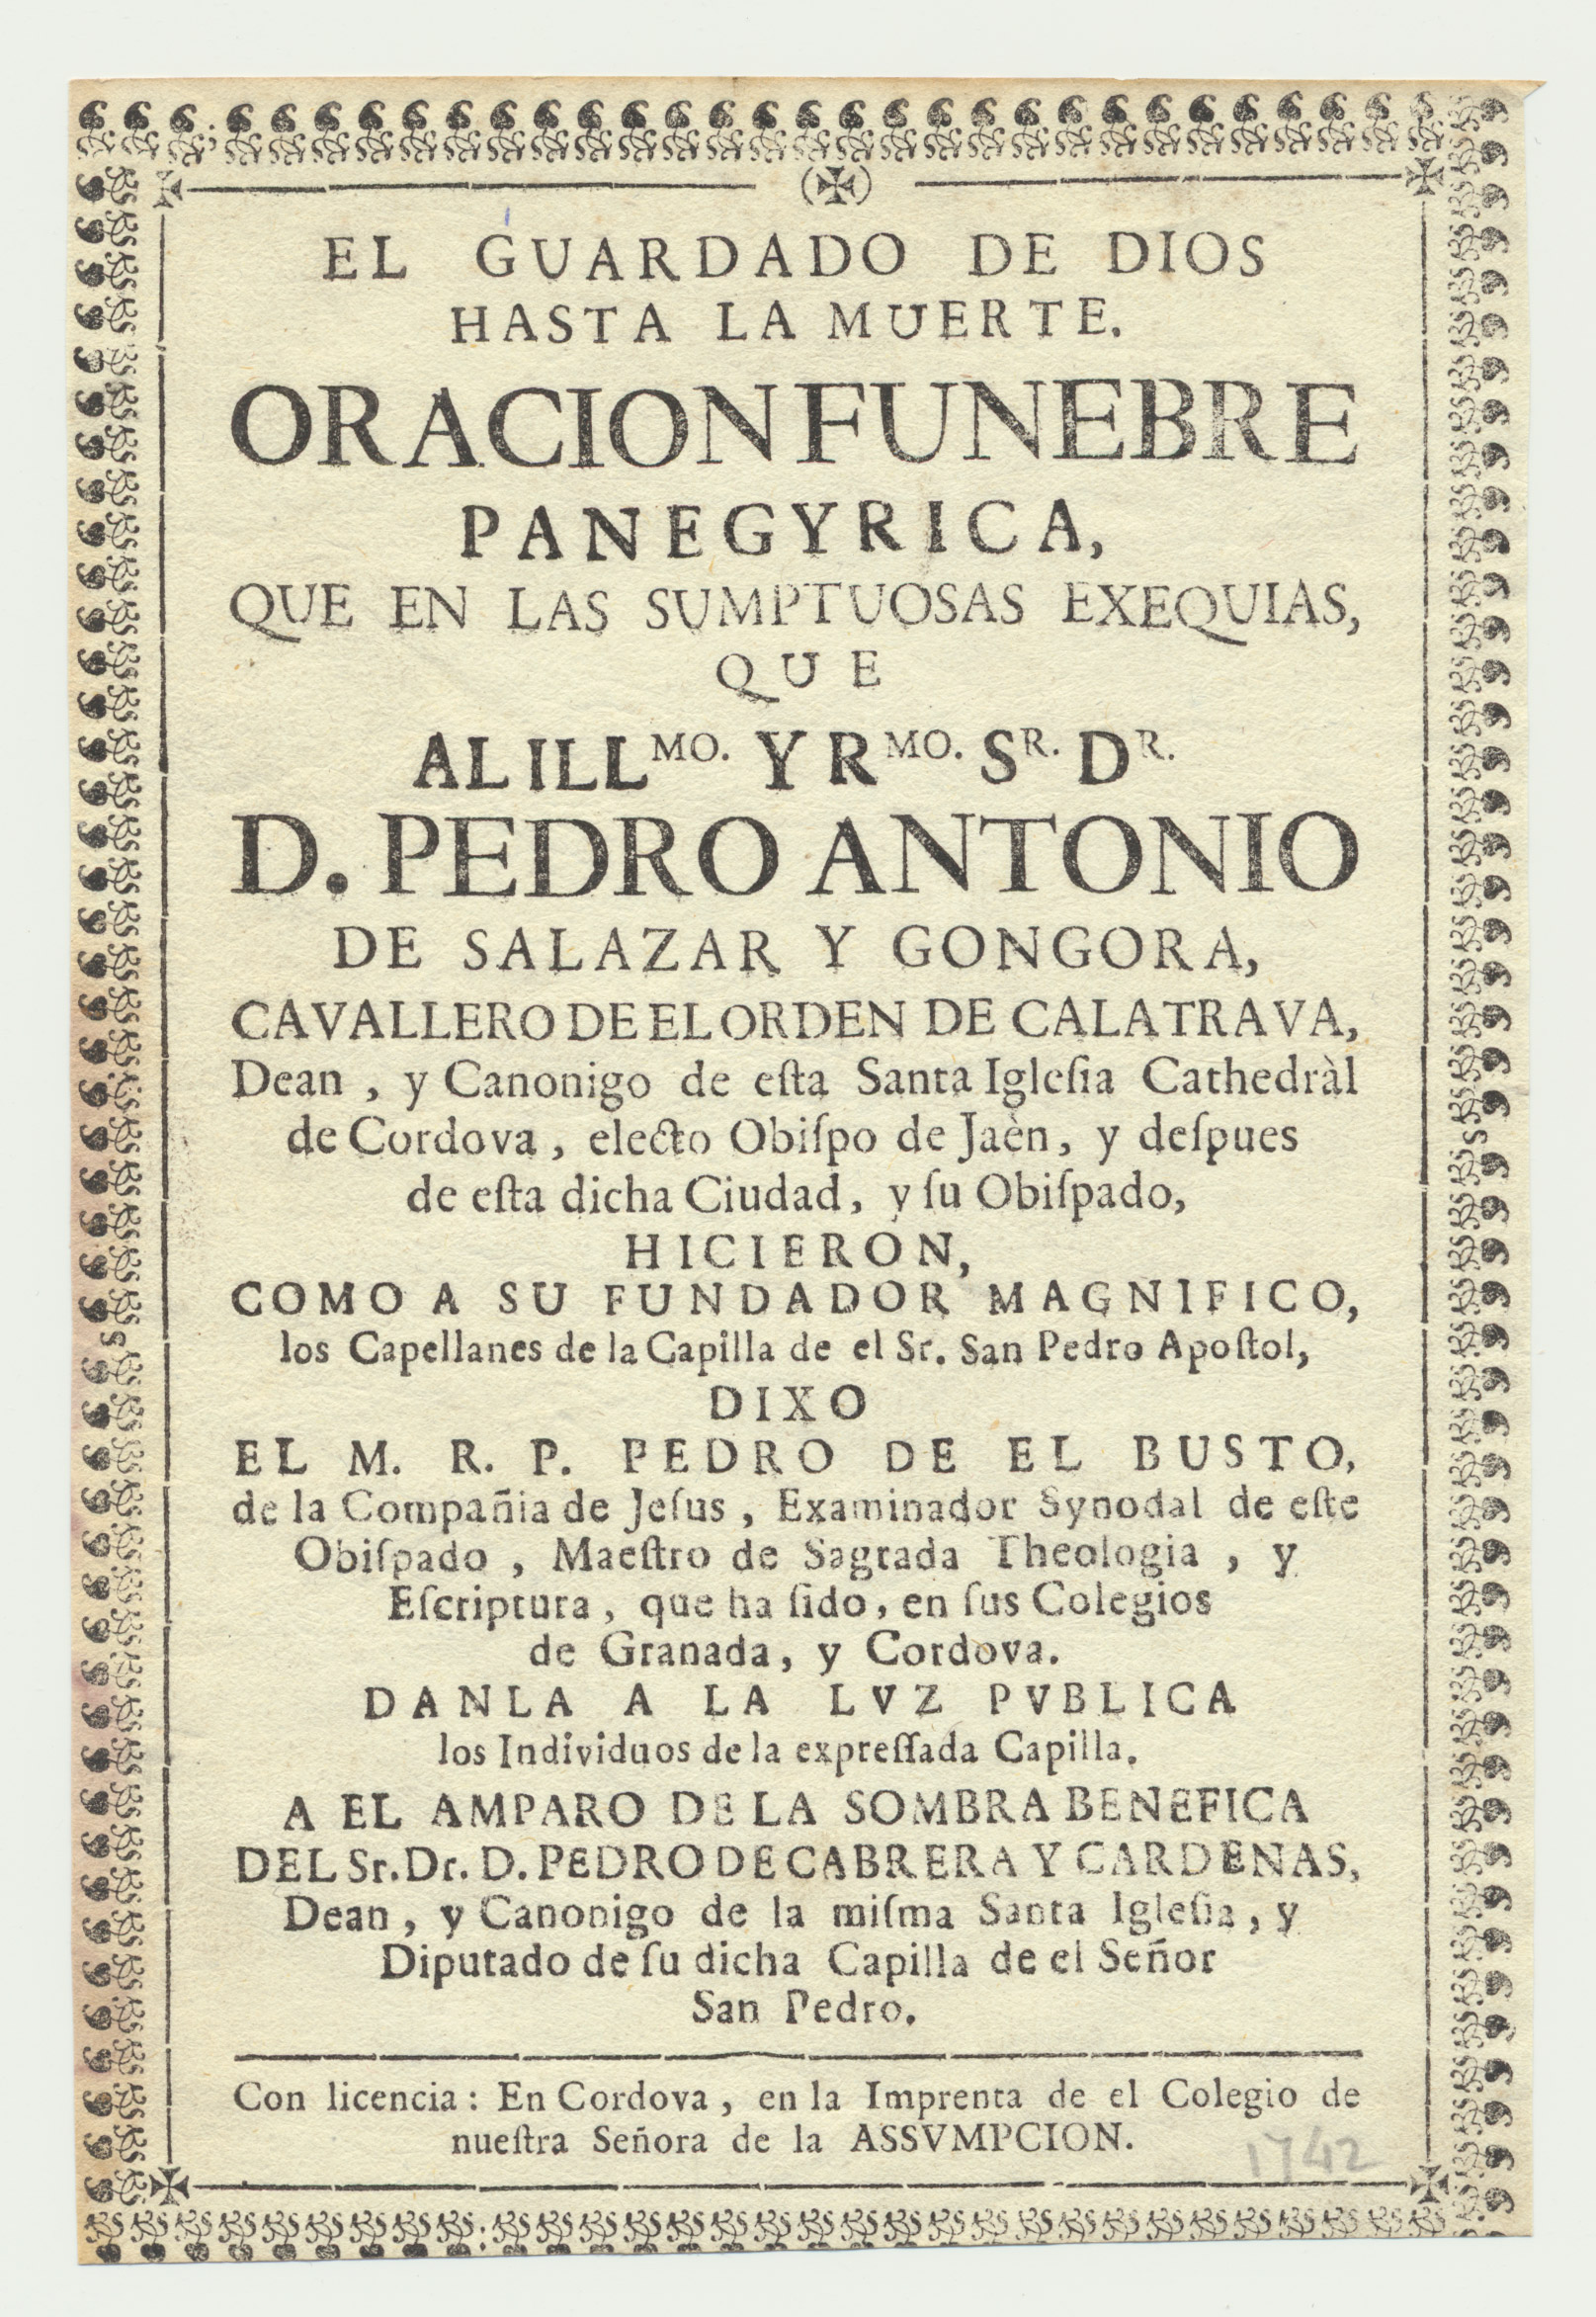 EL GUARDADO DE DIOS
HASTA LA MUERTE.
ORACION FUNEBRE
PANEGYRICA,
QUE EN LAS SUMPTUOSAS EXEQUIAS,
QUE
AL ILLMO. Y RMO. SR. DR.
D. PEDRO ANTONIO
DE SALAZAR Y GONGORA,
CAVALLERO DE EL ORDEN DE CALATRAVA,
Dean , y Canonigo de eſta Santa Igleſia Cathedràl
de Cordova , electo Obiſpo de Jaèn, y deſpues
de eſta dicha Ciudad, y ſu Obiſpado,
HICIERON,
COMO A SU FUNDADOR MAGNIFICO,
los Capellanes de la Capilla de el Sr. San Pedro Apoſtol,
DIXO
EL M. R. P. PEDRO DE EL BUSTO,
de la Compañia de Jeſus , Examinador Synodal de eſte
Obiſpado , Maeſtro de Sagrada Theologia , y
Eſcriptura, que ha ſido, en ſus Colegios
de Granada, y Cordova.
DANLA A LA LVZ PVBLICA
los Individuos de la expreſſada Capilla.
A EL AMPARO DE LA SOMBRA BENEFICA
DEL Sr. Dr. D. PEDRO DE CABRERA Y CARDENAS,
Dean , y Canonigo de la miſma Santa Igleſia , y
Diputado de ſu dicha Capilla de el Señor
San Pedro.
Con licencia : En Cordova , en la Imprenta de el Colegio de
nueſtra Señora de la ASSVMPCION.
1742